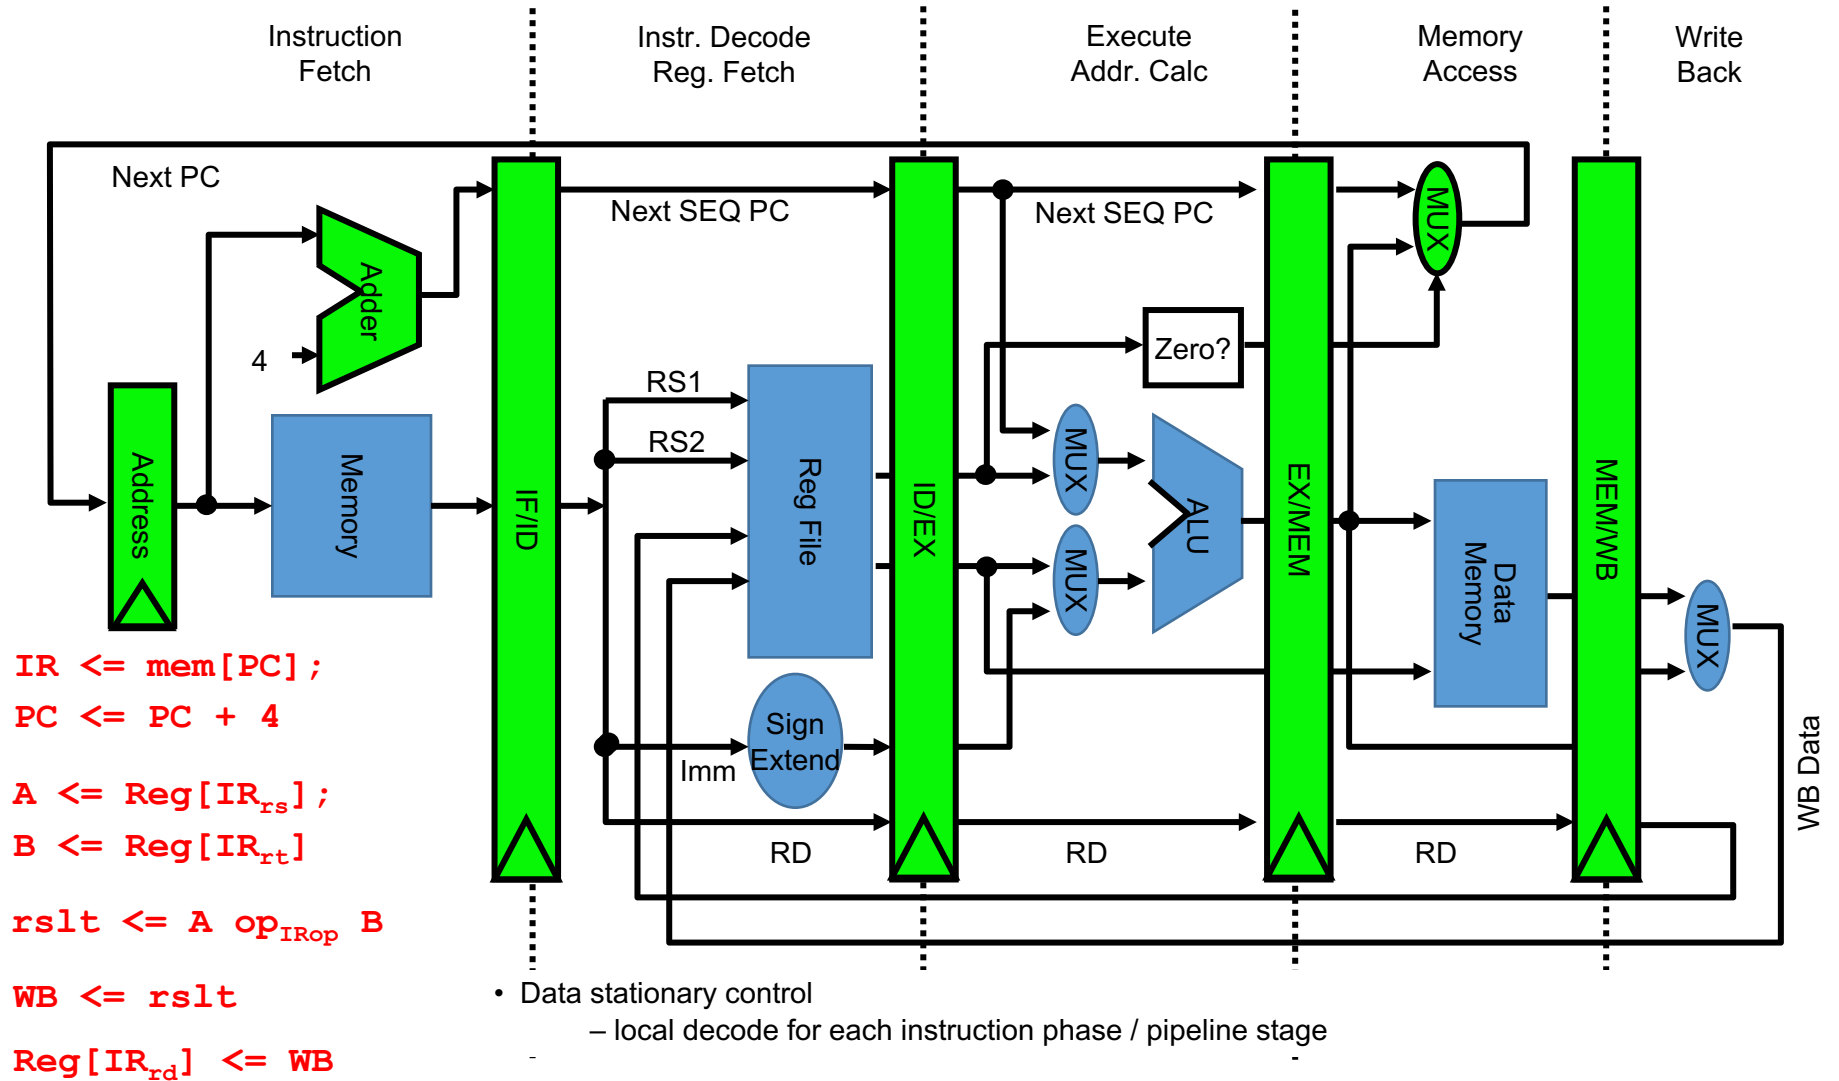 Instruction
Fetch
Instr. Decode
Reg. Fetch
Execute
Addr. Calc
Memory
Access
Write
Back
Next PC
Next SEQ PC
Next SEQ PC
MUX
Adder
4
Zero?
RS1
RS2
Address
Memory
IF/ID
Reg File
ID/EX
MUX
MUX
ALU
EX/MEM
Data
Memory
MEM/WB
MUX
Sign
Extend
Imm
RD
RD
RD
WB Data
IR <= mem[PC];
PC <= PC + 4
A <= Reg[IRrs];
B <= Reg[IRrt]
rslt <= A opIRop B
WB <= rslt
Reg[IRrd] <= WB
• Data stationary control
– local decode for each instruction phase / pipeline stage